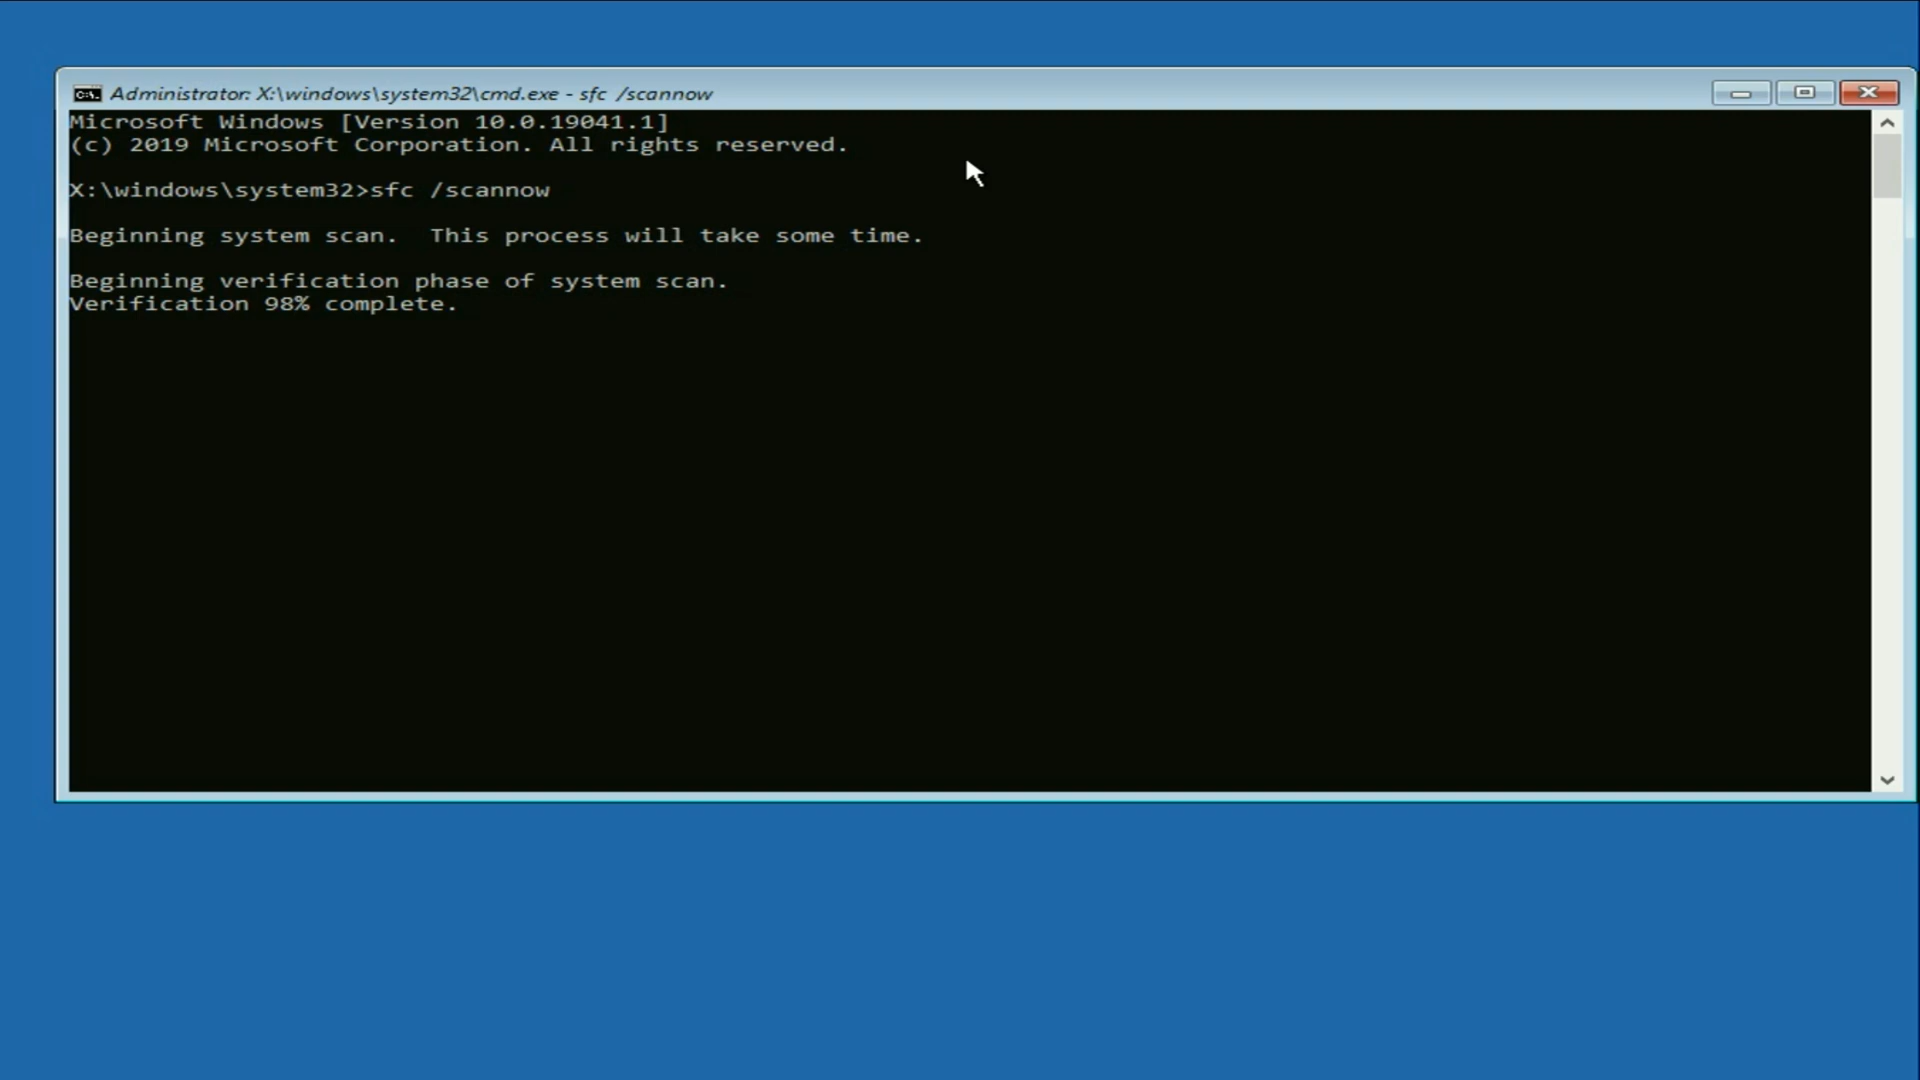 Administrator: X:\windows\system32\cmd.exe - sfc /scannow
Microsoft Windows [Version 10.0.19041.1]
(c) 2019 Microsoft Corporation. All rights reserved.
X:\windows\system32>sfc /scannow
Beginning system scan.  This process will take some time.
Beginning verification phase of system scan.
Verification 98% complete.